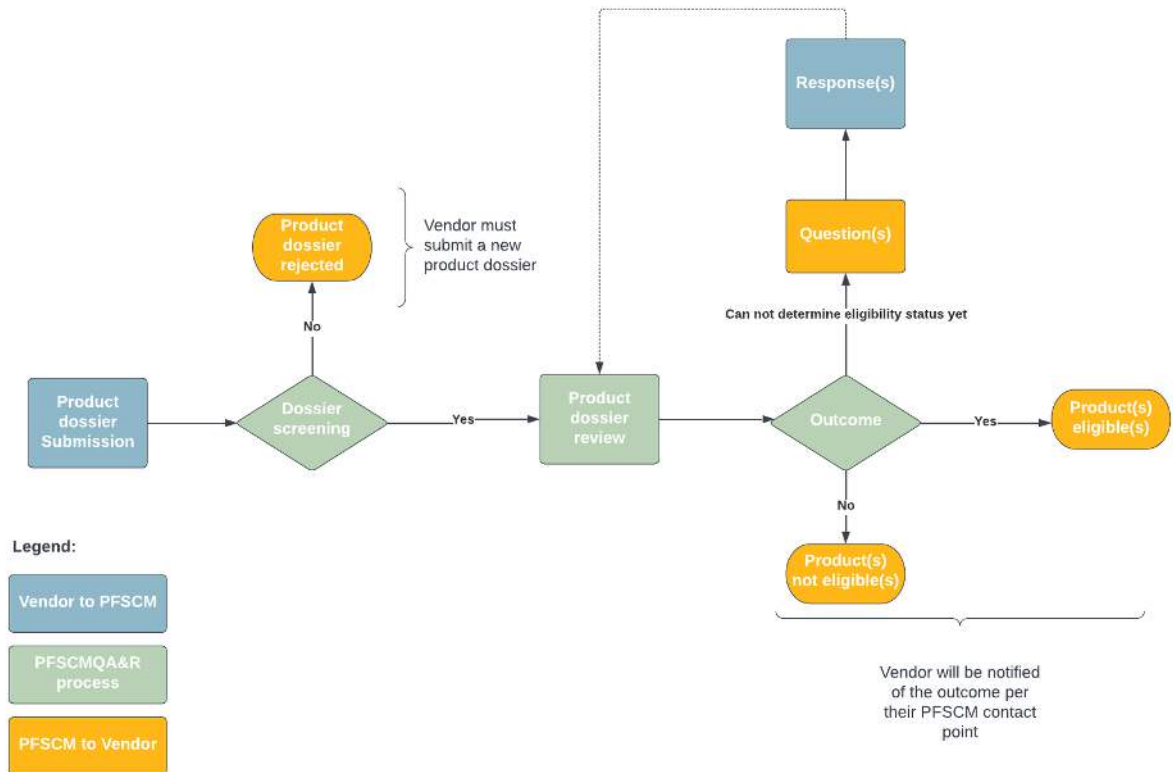 Response(s)
Product
dossier
rejected
Vendor must
submit a new
product dossier
Question(s)
No
Can not determine eligibility status yet
Product
dossier
Submission
Dossier
screening
Yes
Product
dossier
review
Outcome
Yes
Product(s)
eligible(s)
No
Legend:
Product(s)
not eligible(s)
Vendor to PFSCM
PFSCMQA&R
process
Vendor will be notified
of the outcome per
their PFSCM contact
point
PFSCM to Vendor